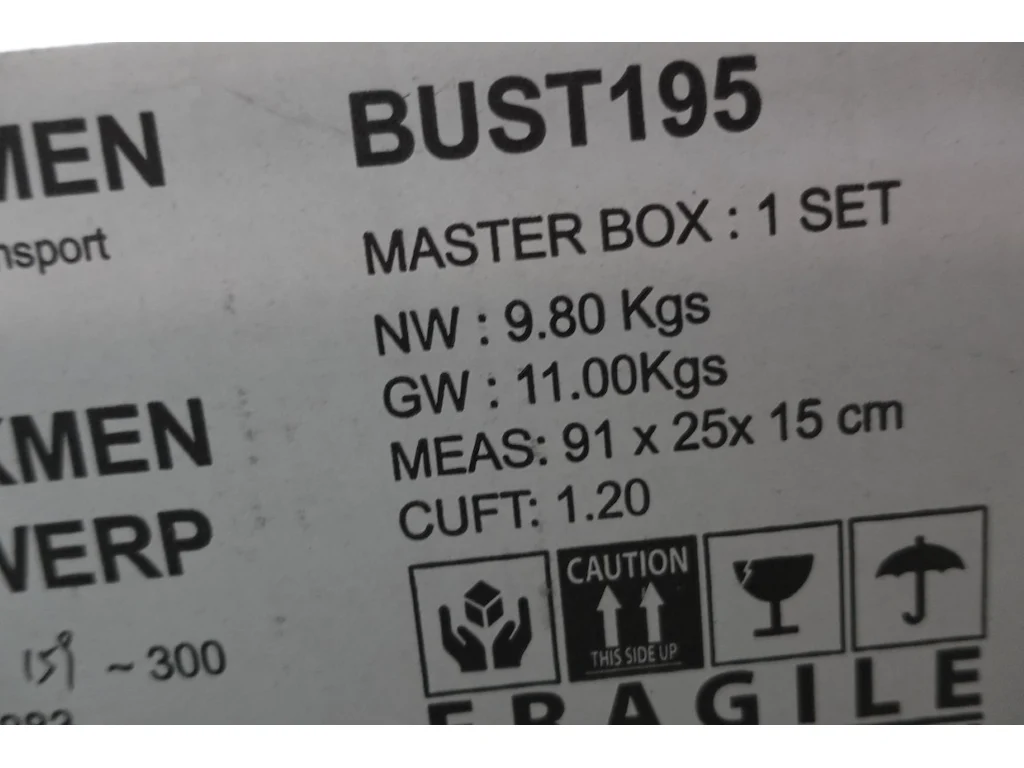 MEN
BUST195
nsport
MASTER BOX : 1 SET
NW : 9.80 Kgs
GW : 11.00Kgs
MEAS: 91 x 25x 15 cm
CUFT: 1.20
KMEN
WERP
~ 300
CAUTION
THIS SIDE UP
FRAGILE